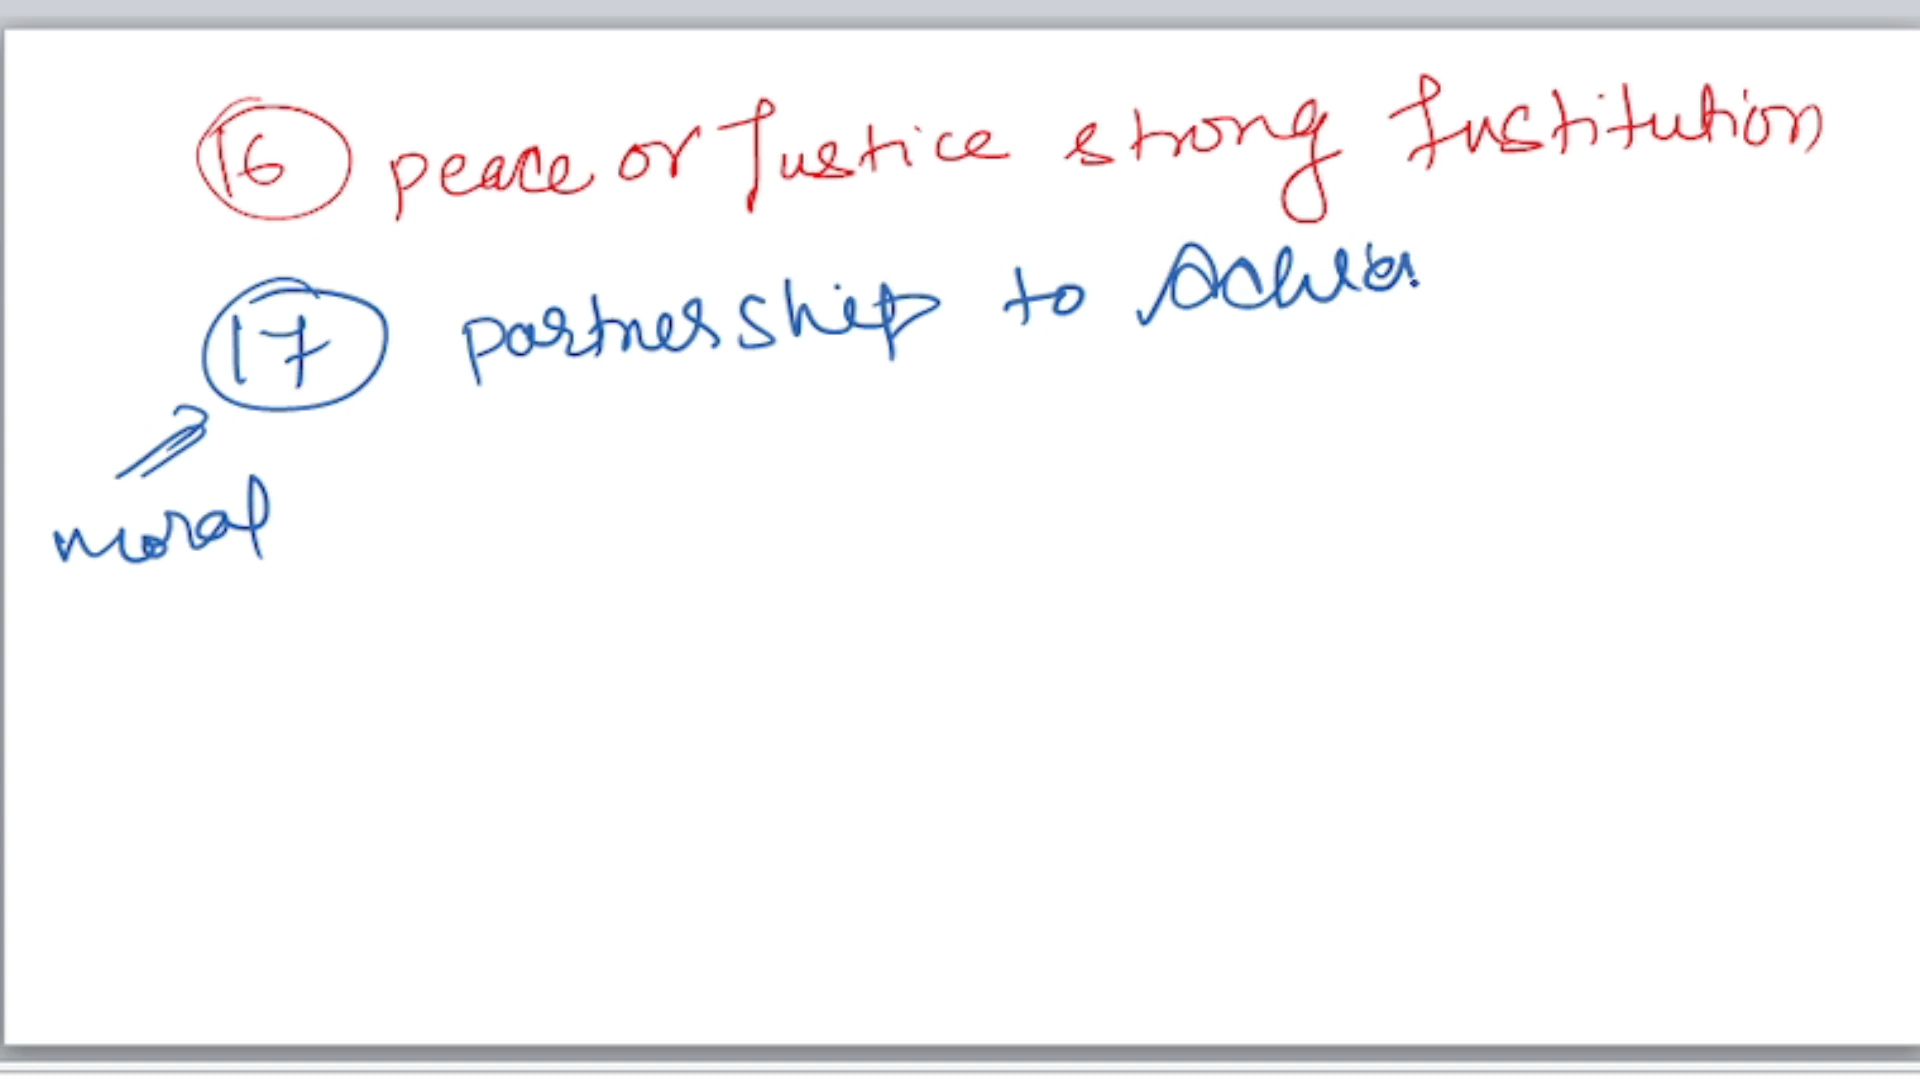 16 peace or Justice strong Institution
17 partnership to
moral